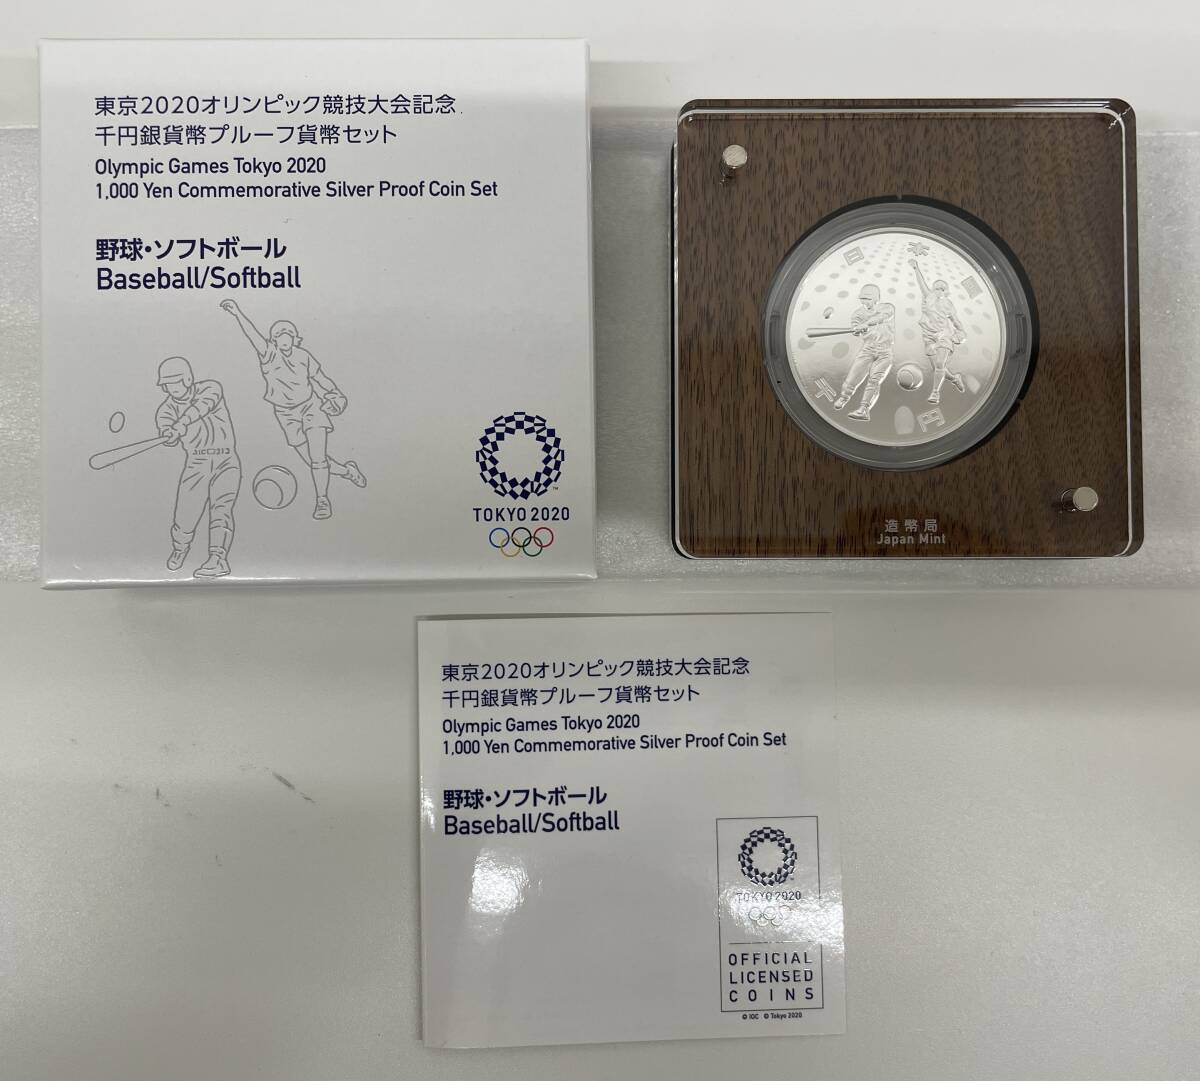 東京2020オリンピック競技大会記念
千円銀貨幣プルーフ貨幣セット
Olympic Games Tokyo 2020
1,000 Yen Commemorative Silver Proof Coin Set
野球・ソフトボール
Baseball/Softball
TOKYO 2020
日本国
千円
造幣局
Japan Mint
東京2020オリンピック競技大会記念
千円銀貨幣プルーフ貨幣セット
Olympic Games Tokyo 2020
1,000 Yen Commemorative Silver Proof Coin Set
野球・ソフトボール
Baseball/Softball
TOKYO 2020
OFFICIAL
LICENSED
COINS
© IOC © Tokyo 2020